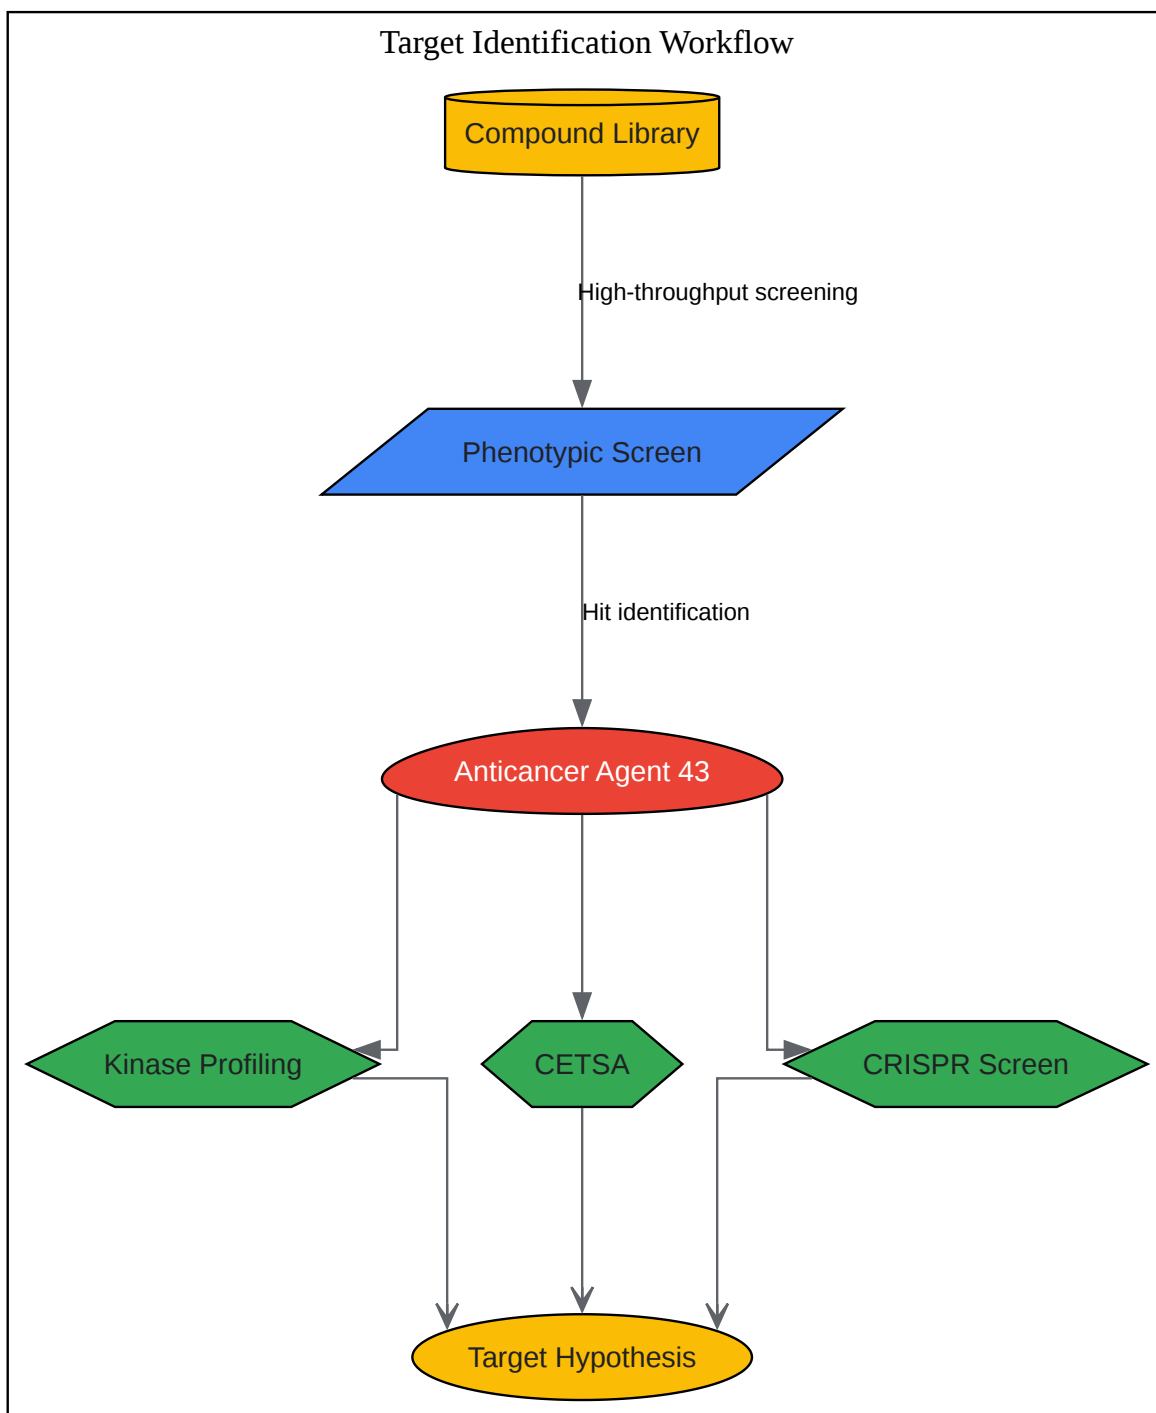 Target Identification Workflow
Compound Library
High-throughput screening
Phenotypic Screen
Hit identification
Anticancer Agent 43
Kinase Profiling
CETSA
CRISPR Screen
Target Hypothesis